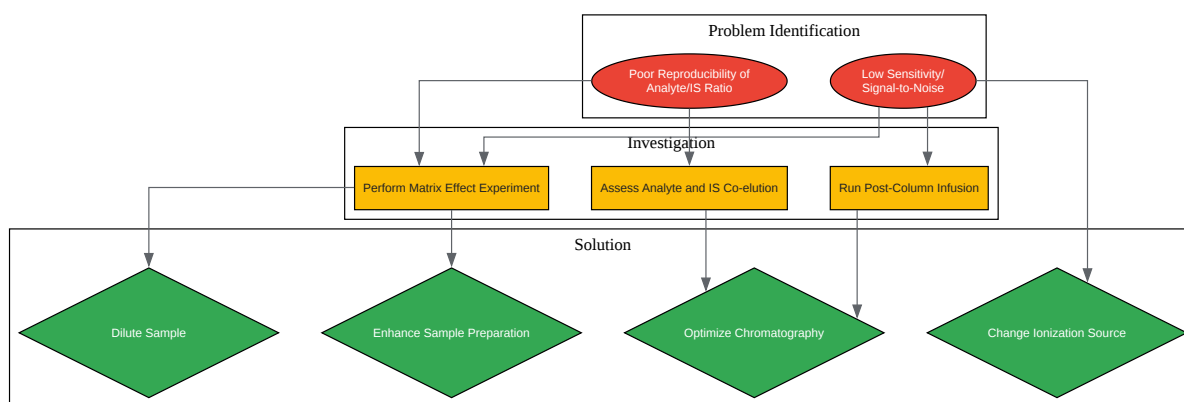 Problem Identification
Poor Reproducibility of
Analyte/IS Ratio
Low Sensitivity/
Signal-to-Noise
Investigation
Perform Matrix Effect Experiment
Assess Analyte and IS Co-elution
Run Post-Column Infusion
Solution
Dilute Sample
Enhance Sample Preparation
Optimize Chromatography
Change Ionization Source